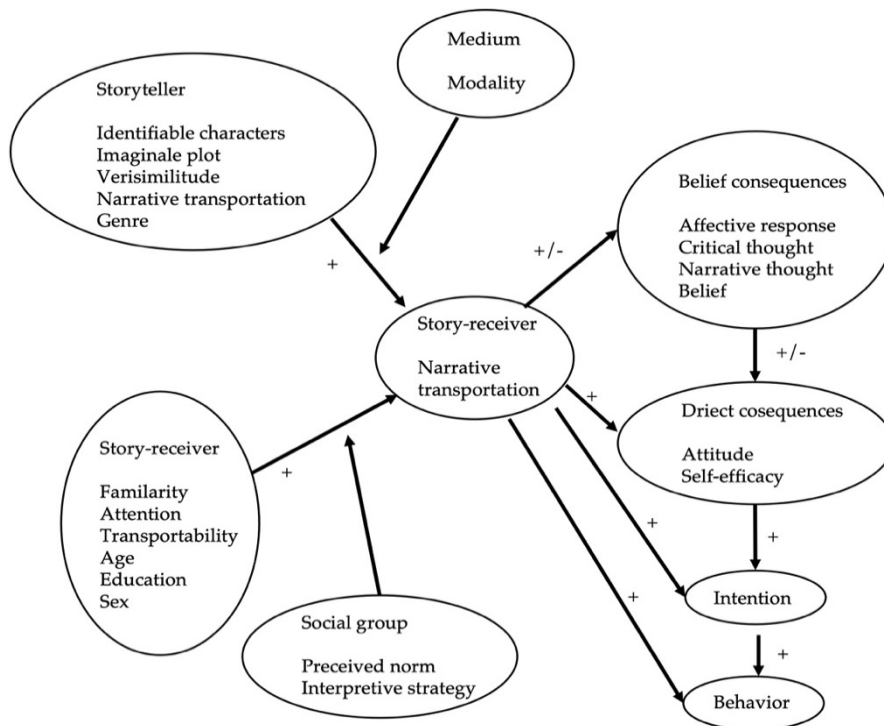 Medium
Modality
Storyteller
Identifiable characters
Imaginale plot
Verisimilitude
Narrative transportation
Genre
+
+/-
Belief consequences
Affective response
Critical thought
Narrative thought
Belief
+/-
Story-receiver
Narrative
transportation
+
Driect cosequences
Attitude
Self-efficacy
Story-receiver
Familarity
Attention
Transportability
Age
Education
Sex
+
+
+
+
Social group
Preceived norm
Interpretive strategy
Intention
+
Behavior